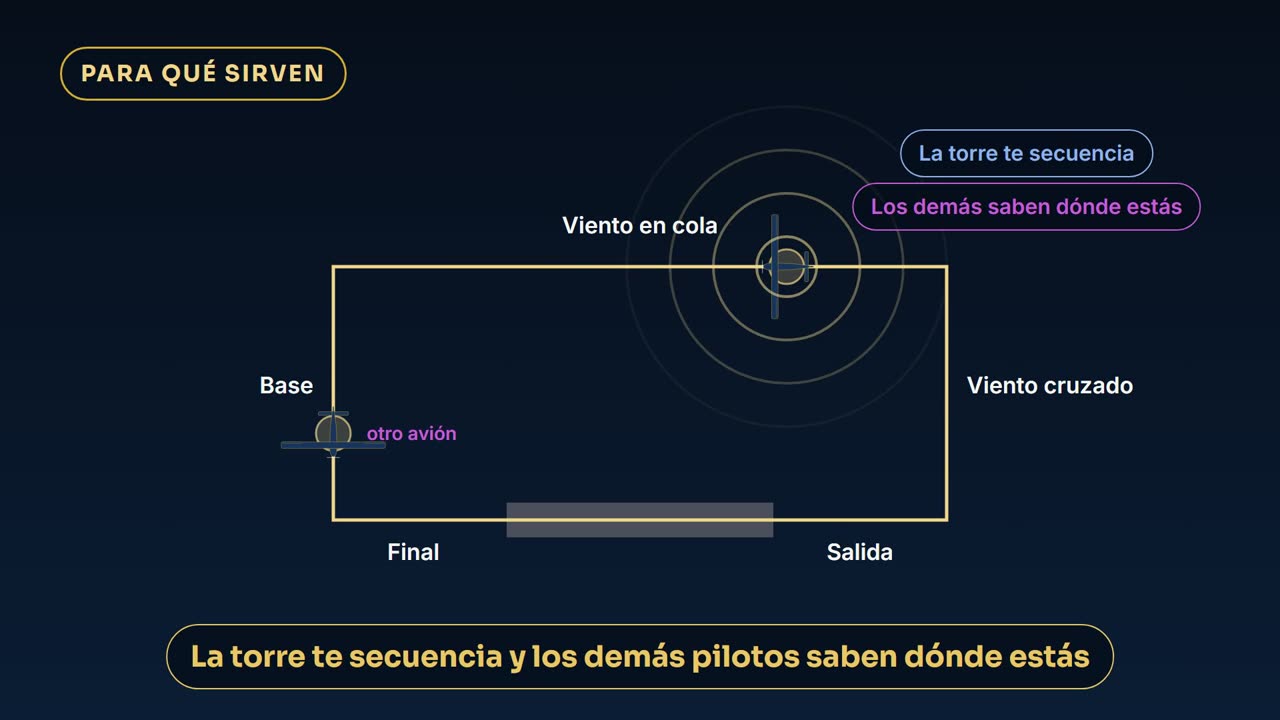 PARA QUÉ SIRVEN
La torre te secuencia
Los demás saben dónde estás
Viento en cola
Base
Viento cruzado
otro avión
Final
Salida
La torre te secuencia y los demás pilotos saben dónde estás